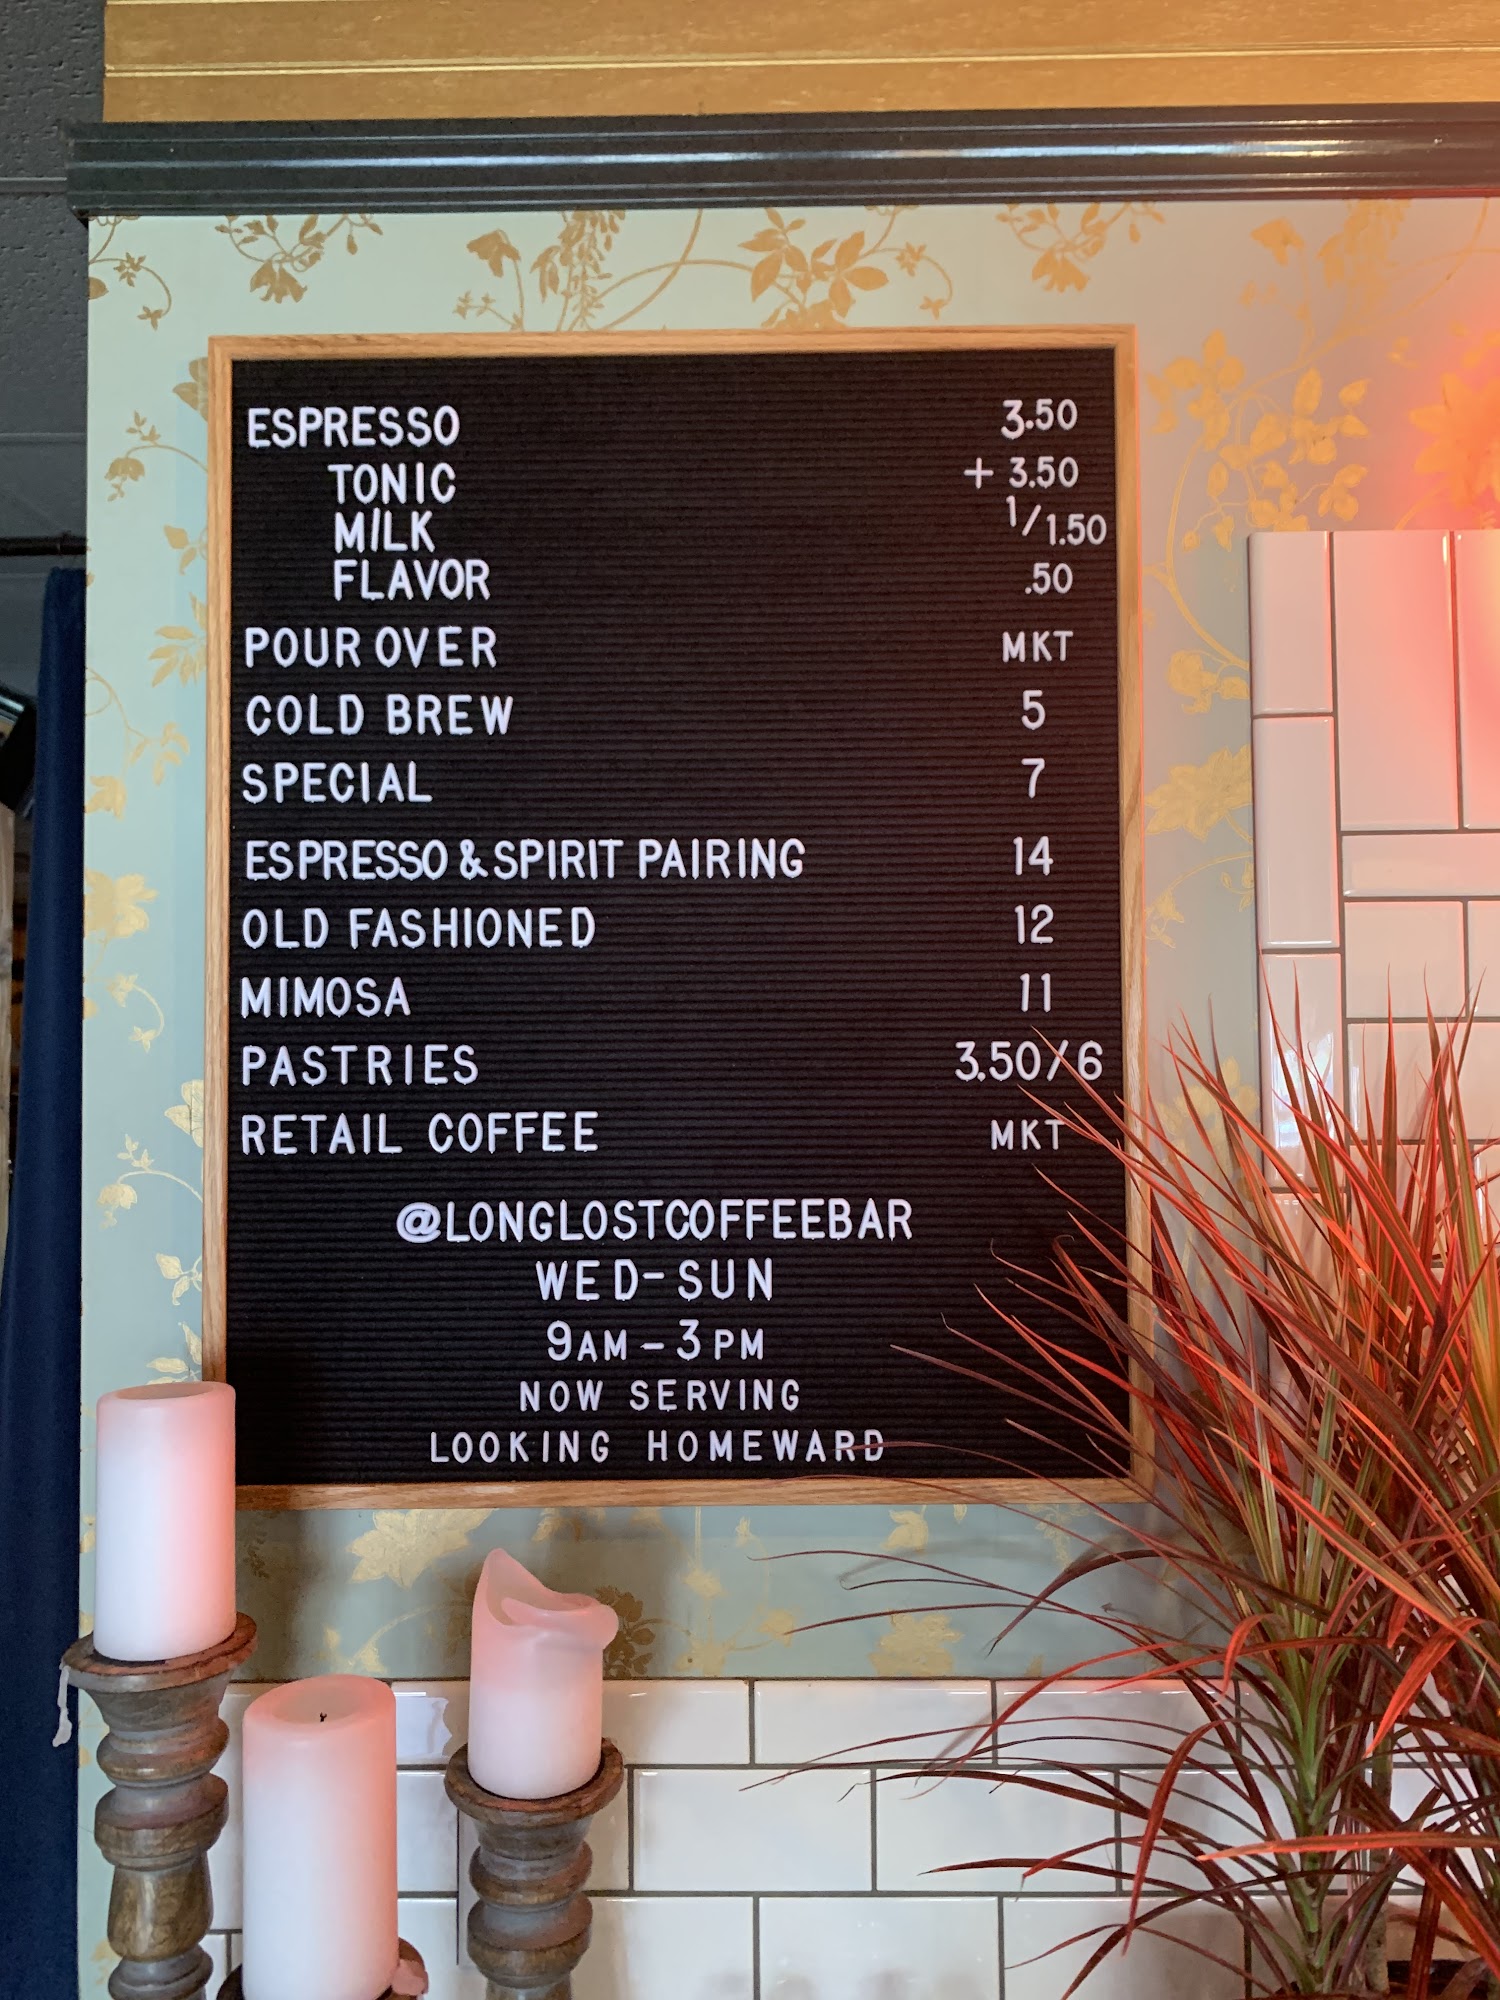 ESPRESSO 3.50
TONIC + 3.50
MILK 1/1.50
FLAVOR .50
POUR OVER MKT
COLD BREW 5
SPECIAL 7
ESPRESSO & SPIRIT PAIRING 14
OLD FASHIONED 12
MIMOSA 11
PASTRIES 3.50/6
RETAIL COFFEE MKT
@LONGLOSTCOFFEEBAR
WED-SUN
9AM - 3PM
NOW SERVING
LOOKING HOMEWARD